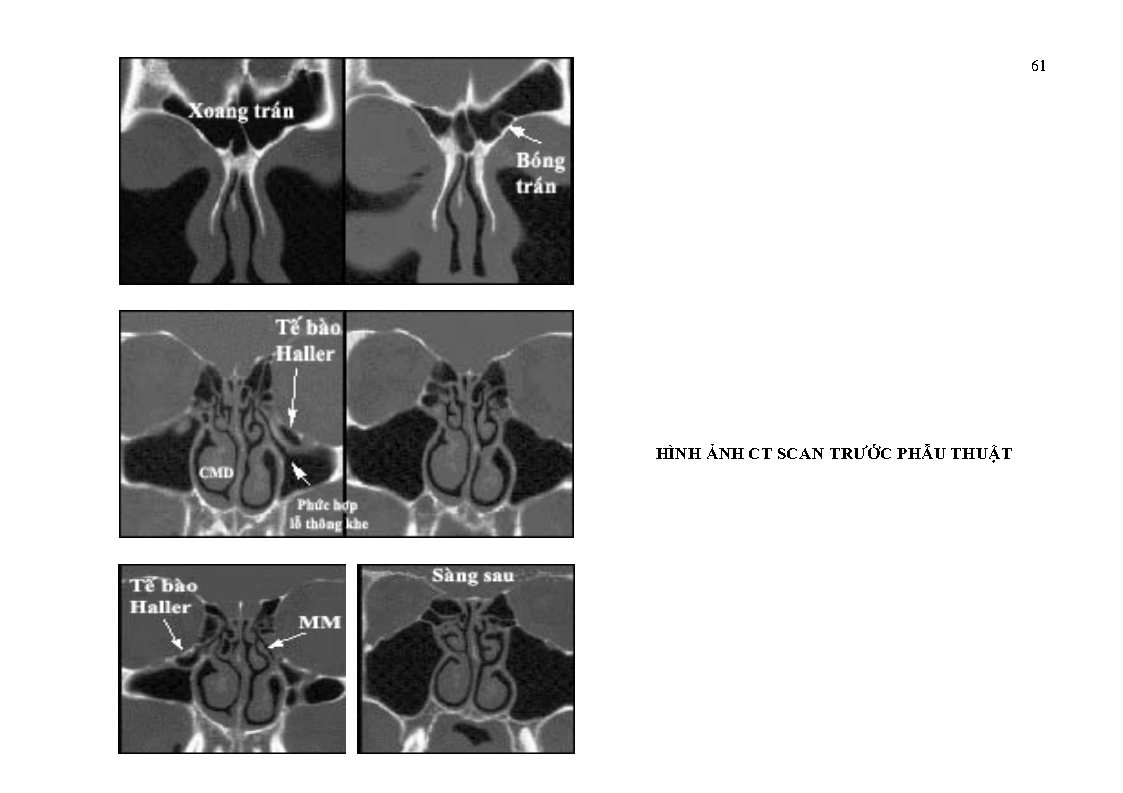 61
Xoang trán
Bóng
trán
Tế bào
Haller
CMD
Phức hợp
lỗ thông khe
HÌNH ẢNH CT SCAN TRƯỚC PHẪU THUẬT
Tế bào
Haller
MM
Sàng sau